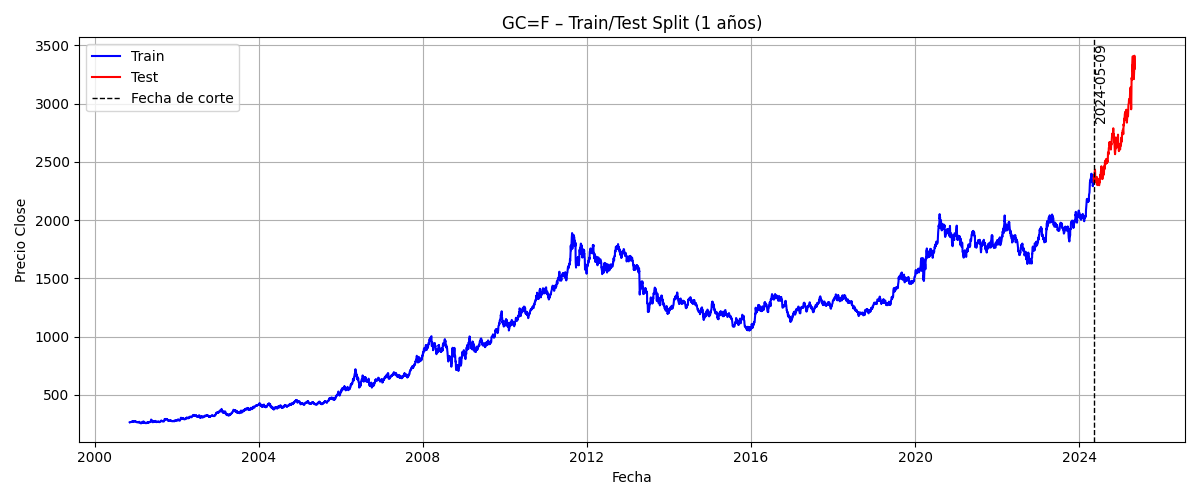 GC=F – Train/Test Split (1 años)
Train
Test
Fecha de corte
2024-05-09
Precio Close
3500
3000
2500
2000
1500
1000
500
2000
2004
2008
2012
2016
2020
2024
Fecha